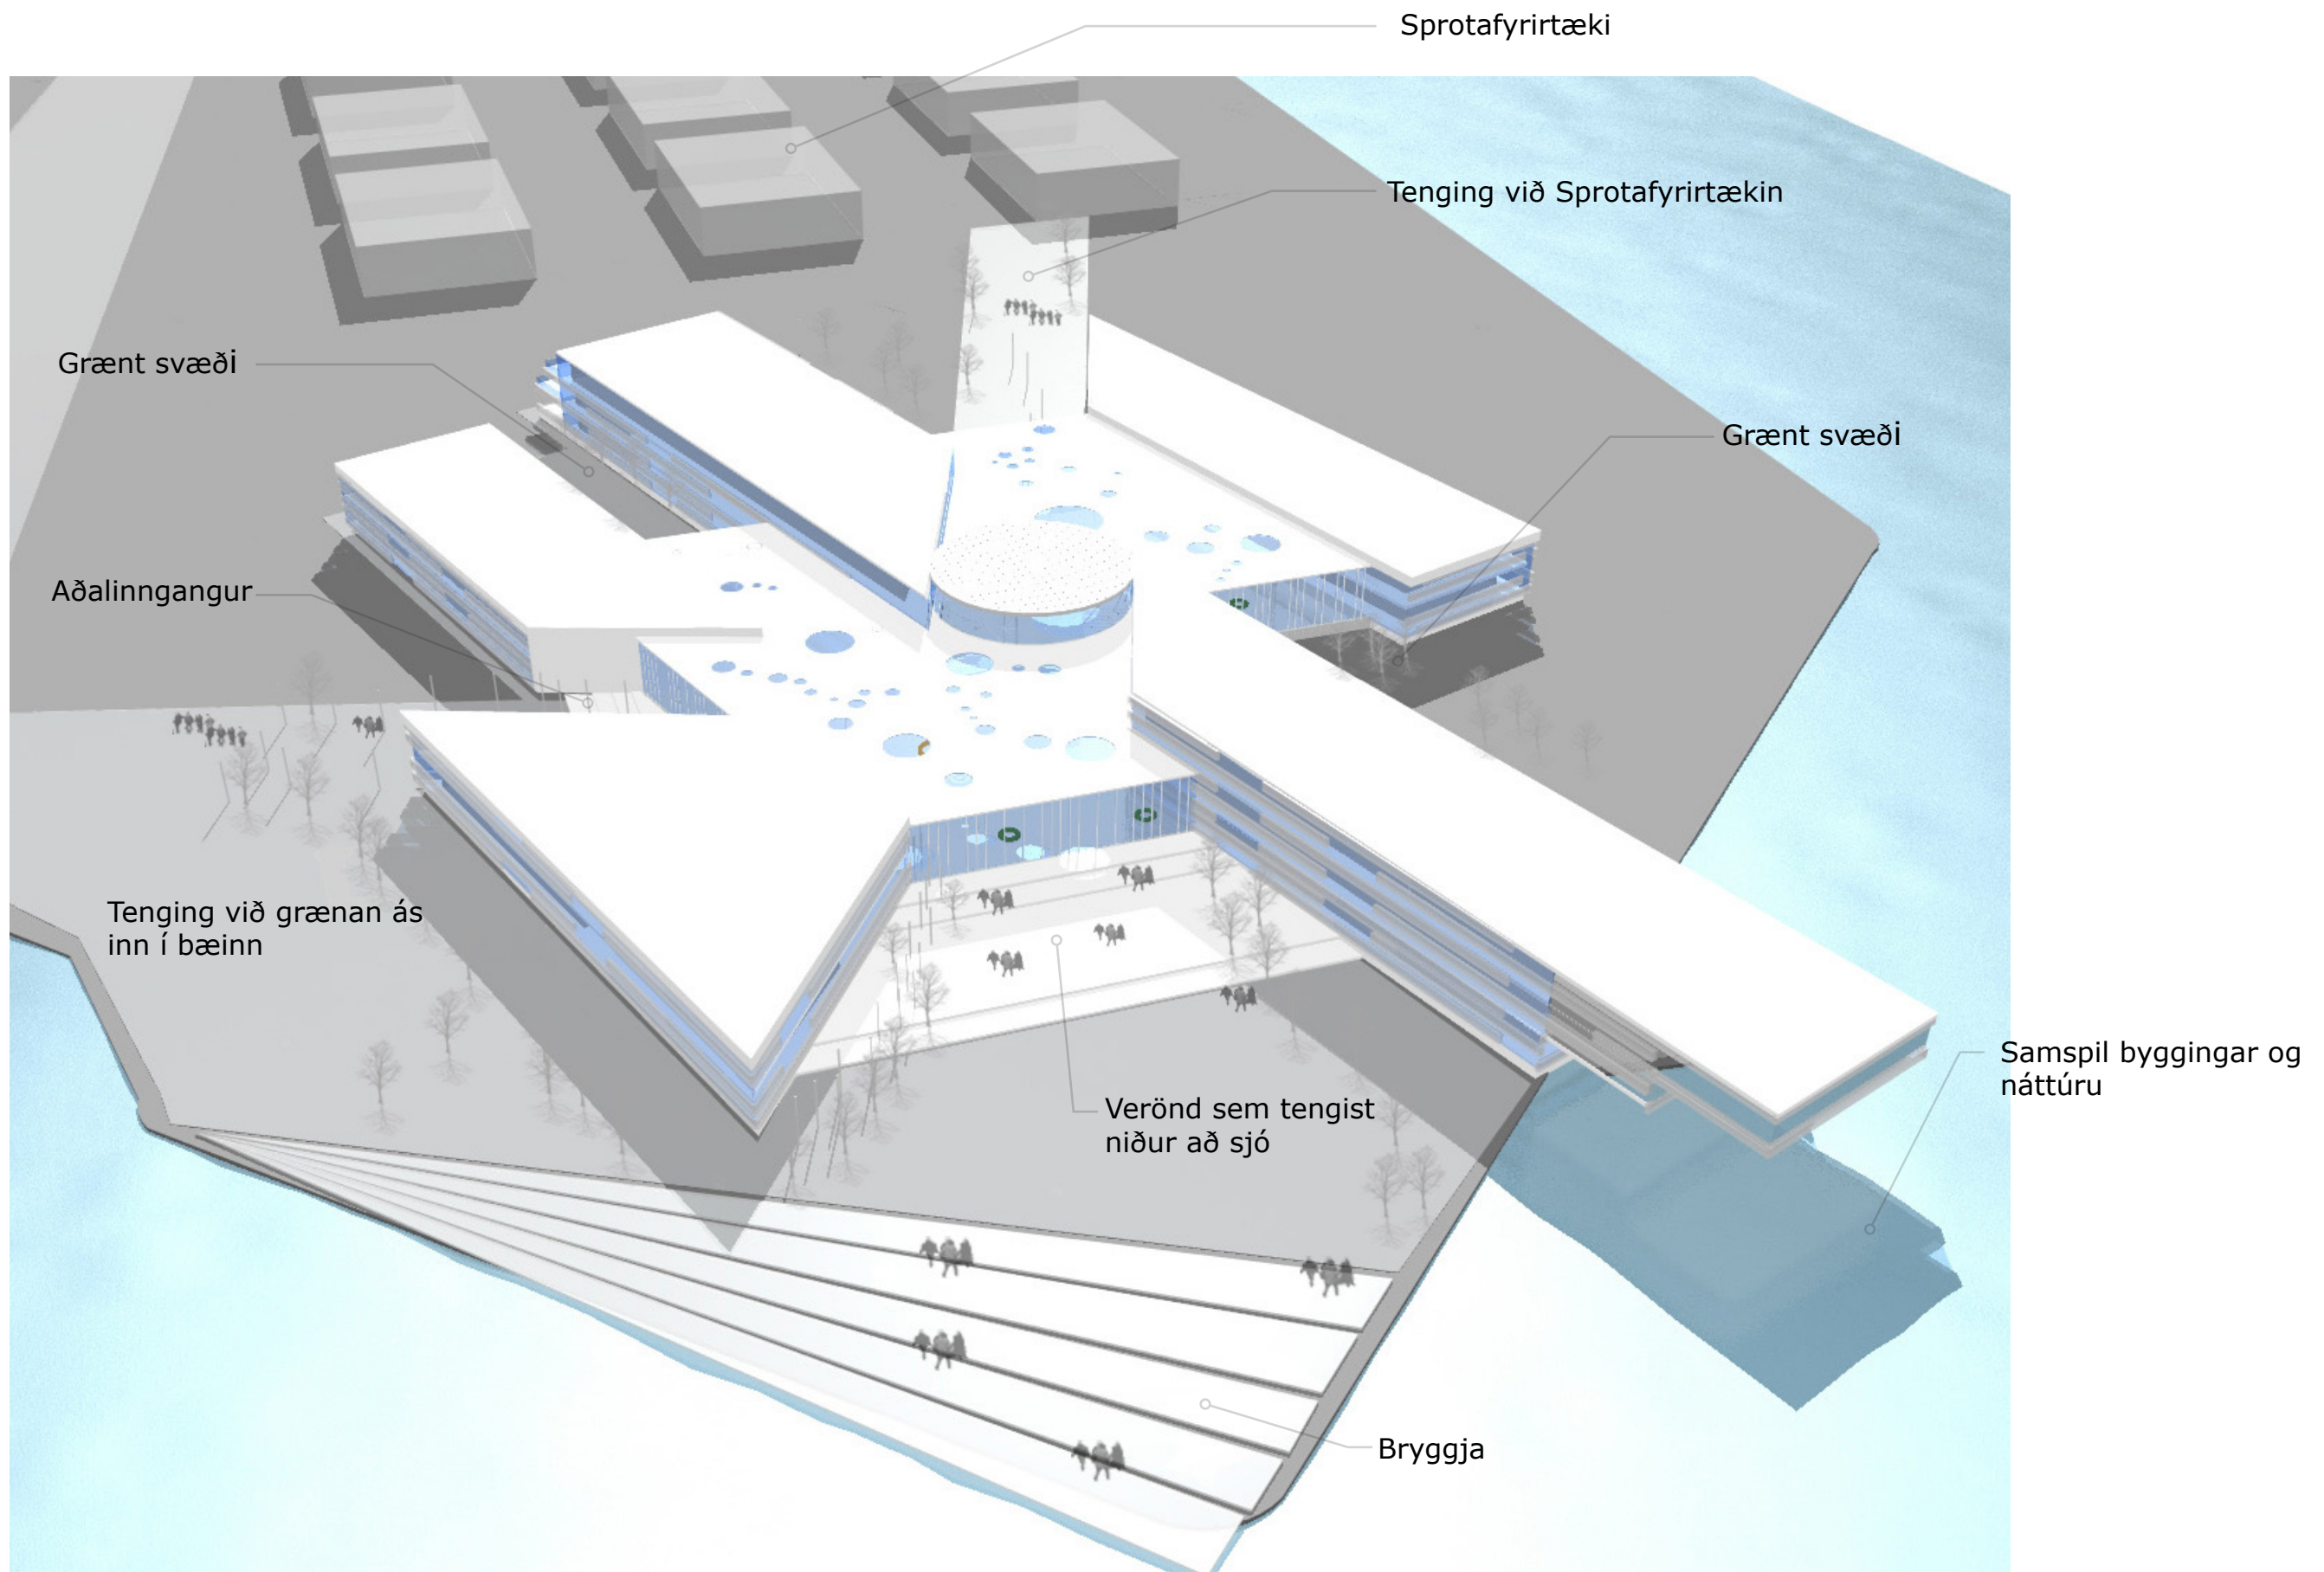 Sprotafyrirtæki
Tenging við Sprotafyrirtækin
Grænt svæði
Grænt svæði
Aðalinngangur
Tenging við grænan ás
inn í bæinn
Samspil byggingar og
náttúru
Verönd sem tengist
niður að sjó
Bryggja